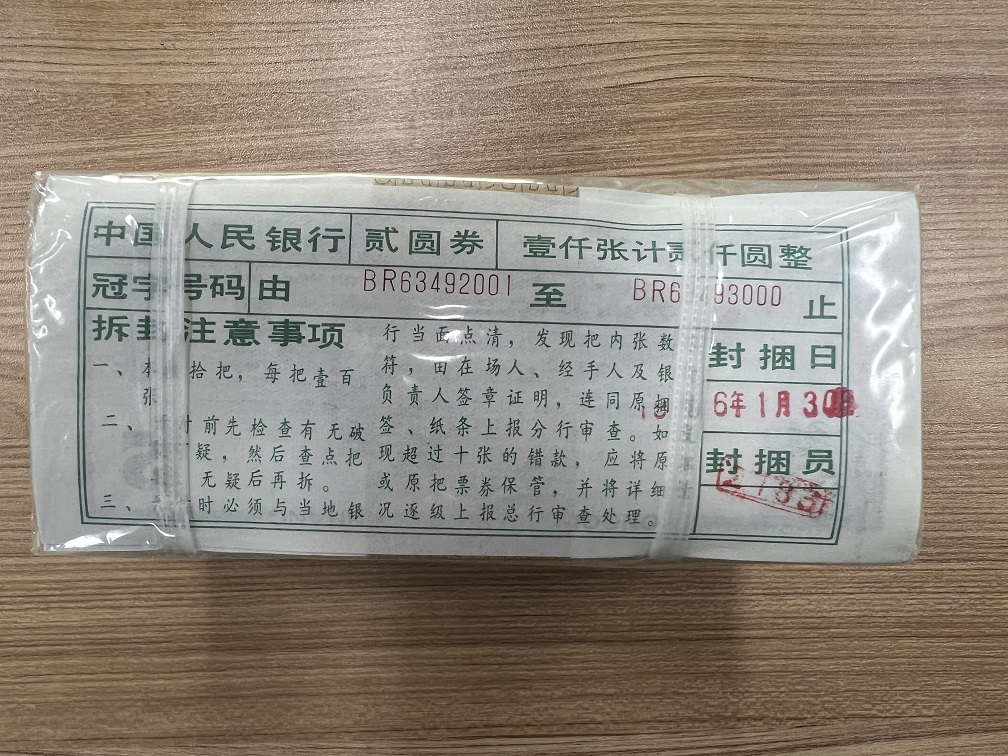 中国人民银行 贰圆券 壹仟张计贰仟圆整
冠字号码 由 BR63492001 至 BR63493000 止
拆封注意事项
一、本 拾把，每把壹百
张
二、 前先检查有无破
疑，然后查点把
无疑后再拆。
三、 时必须与当地银
行当面点清，发现把内张数
符，由在场人、经手人及银
负责人签章证明，连同原捆
签、纸条上报分行审查。如
现超过十张的错款，应将原
或原把票券保管，并将详细
况逐级上报总行审查处理。
封捆日
6年1月30
封捆员